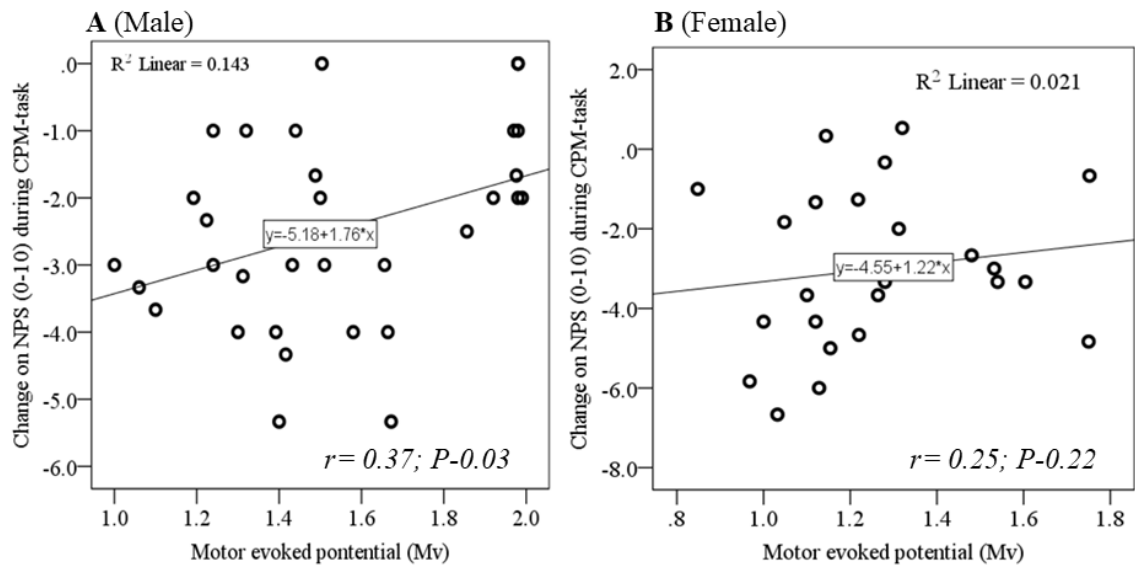 A (Male)
R² Linear = 0.143
Change on NPS (0-10) during CPM-task
.0
-1.0
-2.0
-3.0
-4.0
-5.0
-6.0
y=-5.18+1.76*x
r= 0.37; P-0.03
1.0 1.2 1.4 1.6 1.8 2.0
Motor evoked pontential (Mv)
B (Female)
R² Linear = 0.021
Change on NPS (0-10) during CPM-task
2.0
.0
-2.0
-4.0
-6.0
-8.0
y=-4.55+1.22*x
r= 0.25; P-0.22
.8 1.0 1.2 1.4 1.6 1.8
Motor evoked potential (Mv)